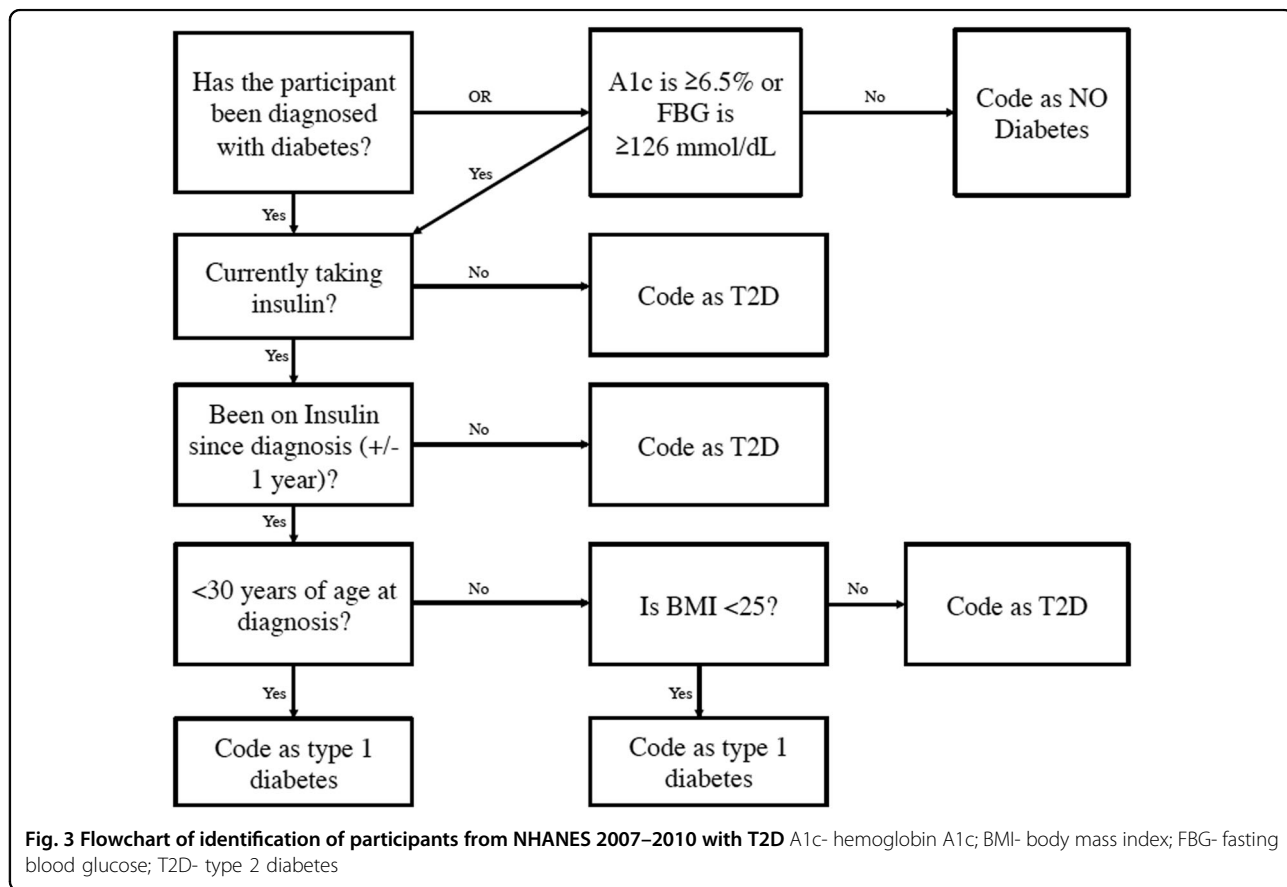 Has the participant
been diagnosed
with diabetes?
OR
A1c is ≥6.5% or
FBG is
≥126 mmol/dL
No
Code as NO
Diabetes
Yes
Yes
Currently taking
insulin?
No
Code as T2D
Yes
Been on Insulin
since diagnosis (+/-
1 year)?
No
Code as T2D
Yes
<30 years of age at
diagnosis?
No
Is BMI <25?
No
Code as T2D
Yes
Yes
Code as type 1
diabetes
Code as type 1
diabetes
Fig. 3 Flowchart of identification of participants from NHANES 2007–2010 with T2D A1c- hemoglobin A1c; BMI- body mass index; FBG- fasting
blood glucose; T2D- type 2 diabetes